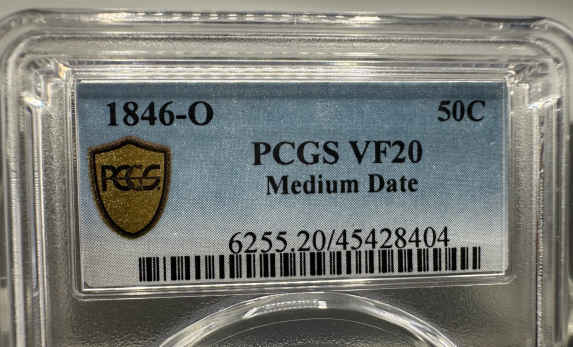 1846-O 50C
PCGS VF20
Medium Date
PCGS
6255.20/45428404